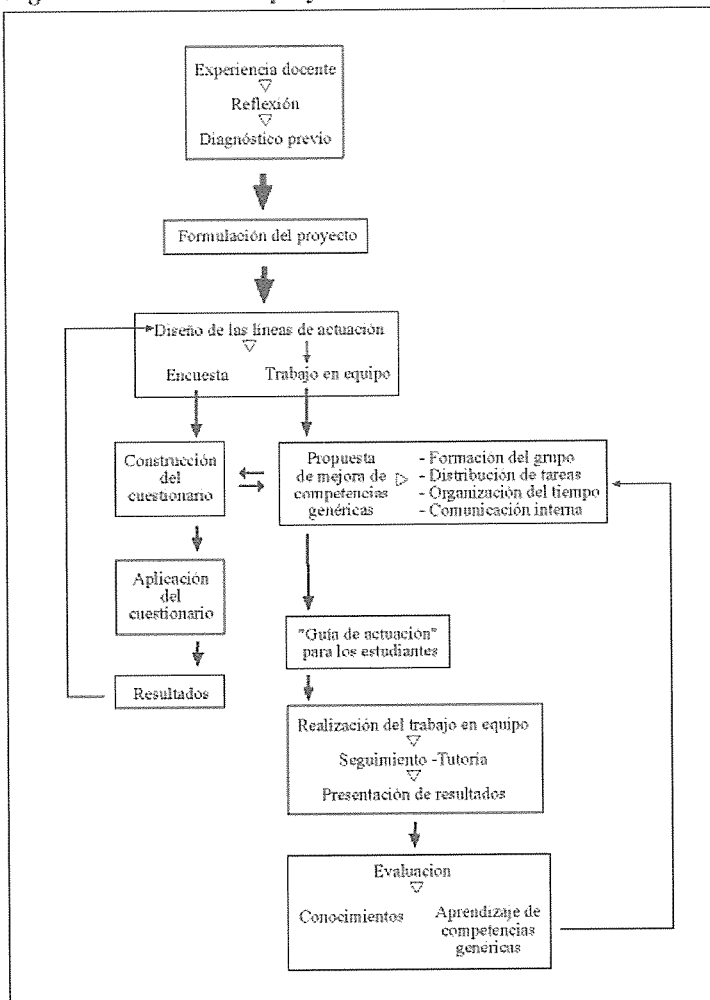 Experiencia docente
Reflexión
Diagnóstico previo
Formulación del proyecto
Diseño de las líneas de actuación
Encuesta
Trabajo en equipo
Construcción
del
cuestionario
Propuesta
de mejora de
competencias
genéricas
- Formación del grupo
- Distribución de tareas
- Organización del tiempo
- Comunicación interna
Aplicación
del
cuestionario
Resultados
"Guía de actuación"
para los estudiantes
Realización del trabajo en equipo
Seguimiento -Tutoría
Presentación de resultados
Evaluacion
Conocimientos
Aprendizaje de
competencias
genéricas